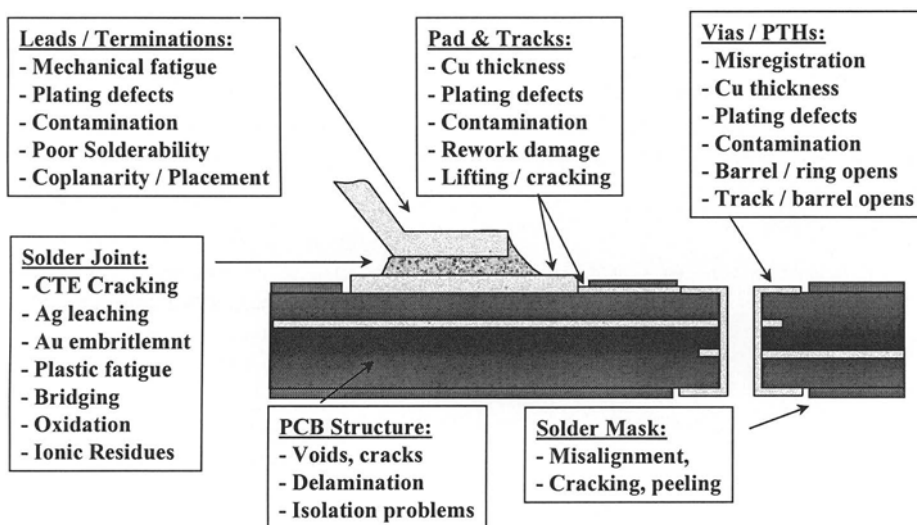 Leads / Terminations:
- Mechanical fatigue
- Plating defects
- Contamination
- Poor Solderability
- Coplanarity / Placement
Pad & Tracks:
- Cu thickness
- Plating defects
- Contamination
- Rework damage
- Lifting / cracking
Vias / PTHs:
- Misregistration
- Cu thickness
- Plating defects
- Contamination
- Barrel / ring opens
- Track / barrel opens
Solder Joint:
- CTE Cracking
- Ag leaching
- Au embritlemnt
- Plastic fatigue
- Bridging
- Oxidation
- Ionic Residues
PCB Structure:
- Voids, cracks
- Delamination
- Isolation problems
Solder Mask:
- Misalignment,
- Cracking, peeling